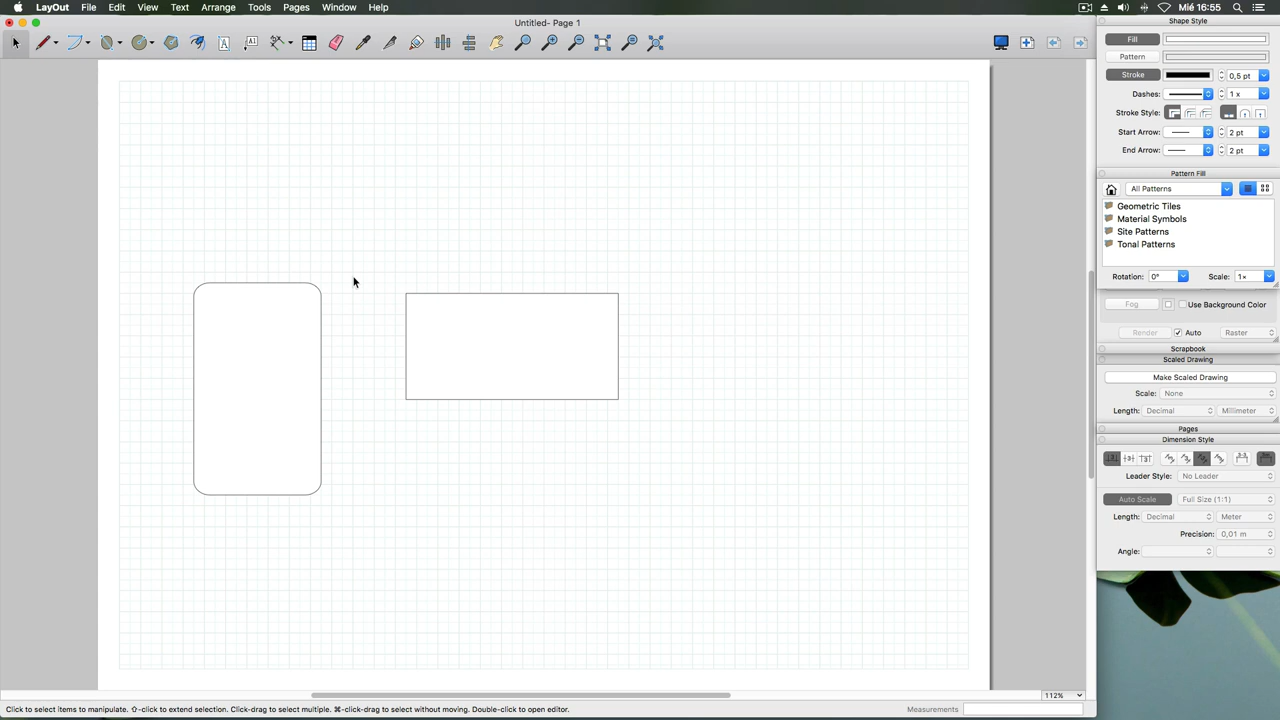 LayOut File Edit View Text Arrange Tools Pages Window Help
Mié 16:55
Untitled- Page 1
Shape Style
Fill
Pattern
Stroke 0,5 pt
Dashes: 1 x
Stroke Style:
Start Arrow: 2 pt
End Arrow: 2 pt
Pattern Fill
All Patterns
Geometric Tiles
Material Symbols
Site Patterns
Tonal Patterns
Rotation: 0° Scale: 1×
Fog Use Background Color
Render Auto Raster
Scrapbook
Scaled Drawing
Make Scaled Drawing
Scale: None
Length: Decimal Millimeter
Pages
Dimension Style
Leader Style: No Leader
Auto Scale Full Size (1:1)
Length: Decimal Meter
Precision: 0,01 m
Angle:
112%
Click to select items to manipulate. ⇧-click to extend selection. Click-drag to select multiple. ⌘-click-drag to select without moving. Double-click to open editor.
Measurements